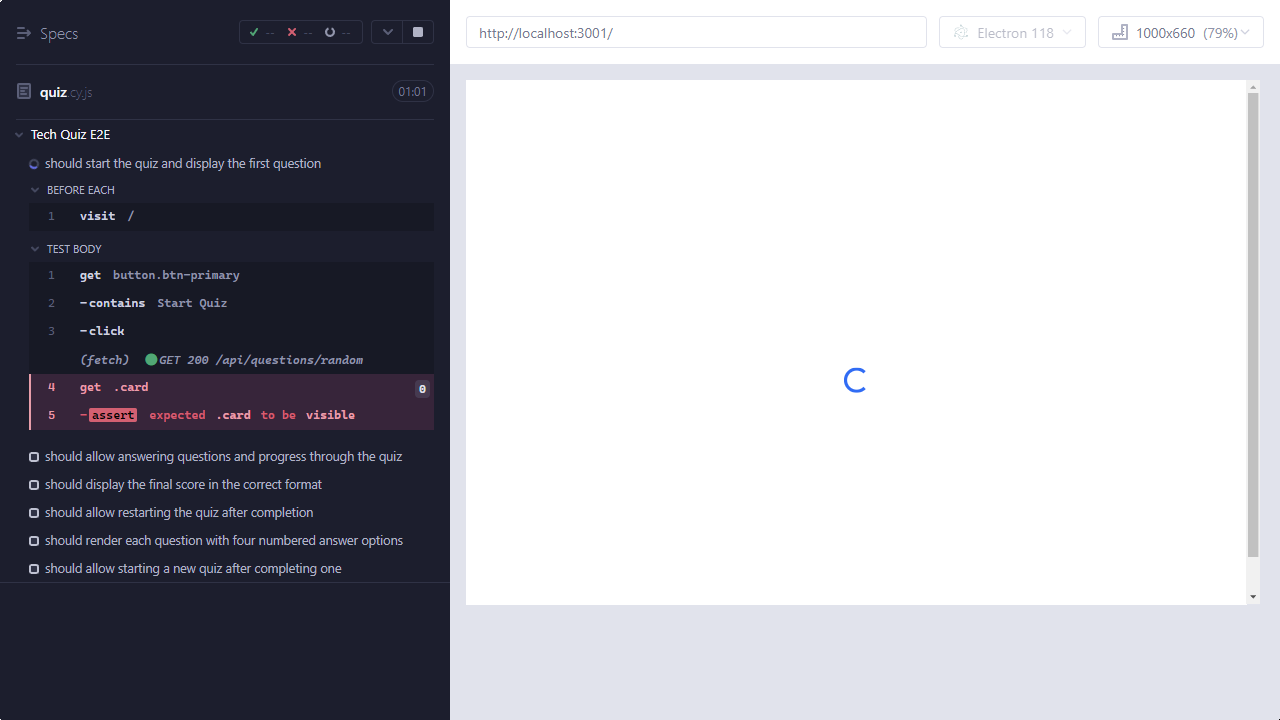 Specs
--
--
--
quiz.cy.js
01:01
Tech Quiz E2E
should start the quiz and display the first question
BEFORE EACH
1 visit /
TEST BODY
1 get button.btn-primary
2 -contains Start Quiz
3 -click
(fetch) GET 200 /api/questions/random
4 get .card 0
5 -assert expected .card to be visible
should allow answering questions and progress through the quiz
should display the final score in the correct format
should allow restarting the quiz after completion
should render each question with four numbered answer options
should allow starting a new quiz after completing one
http://localhost:3001/
Electron 118
1000x660 (79%)